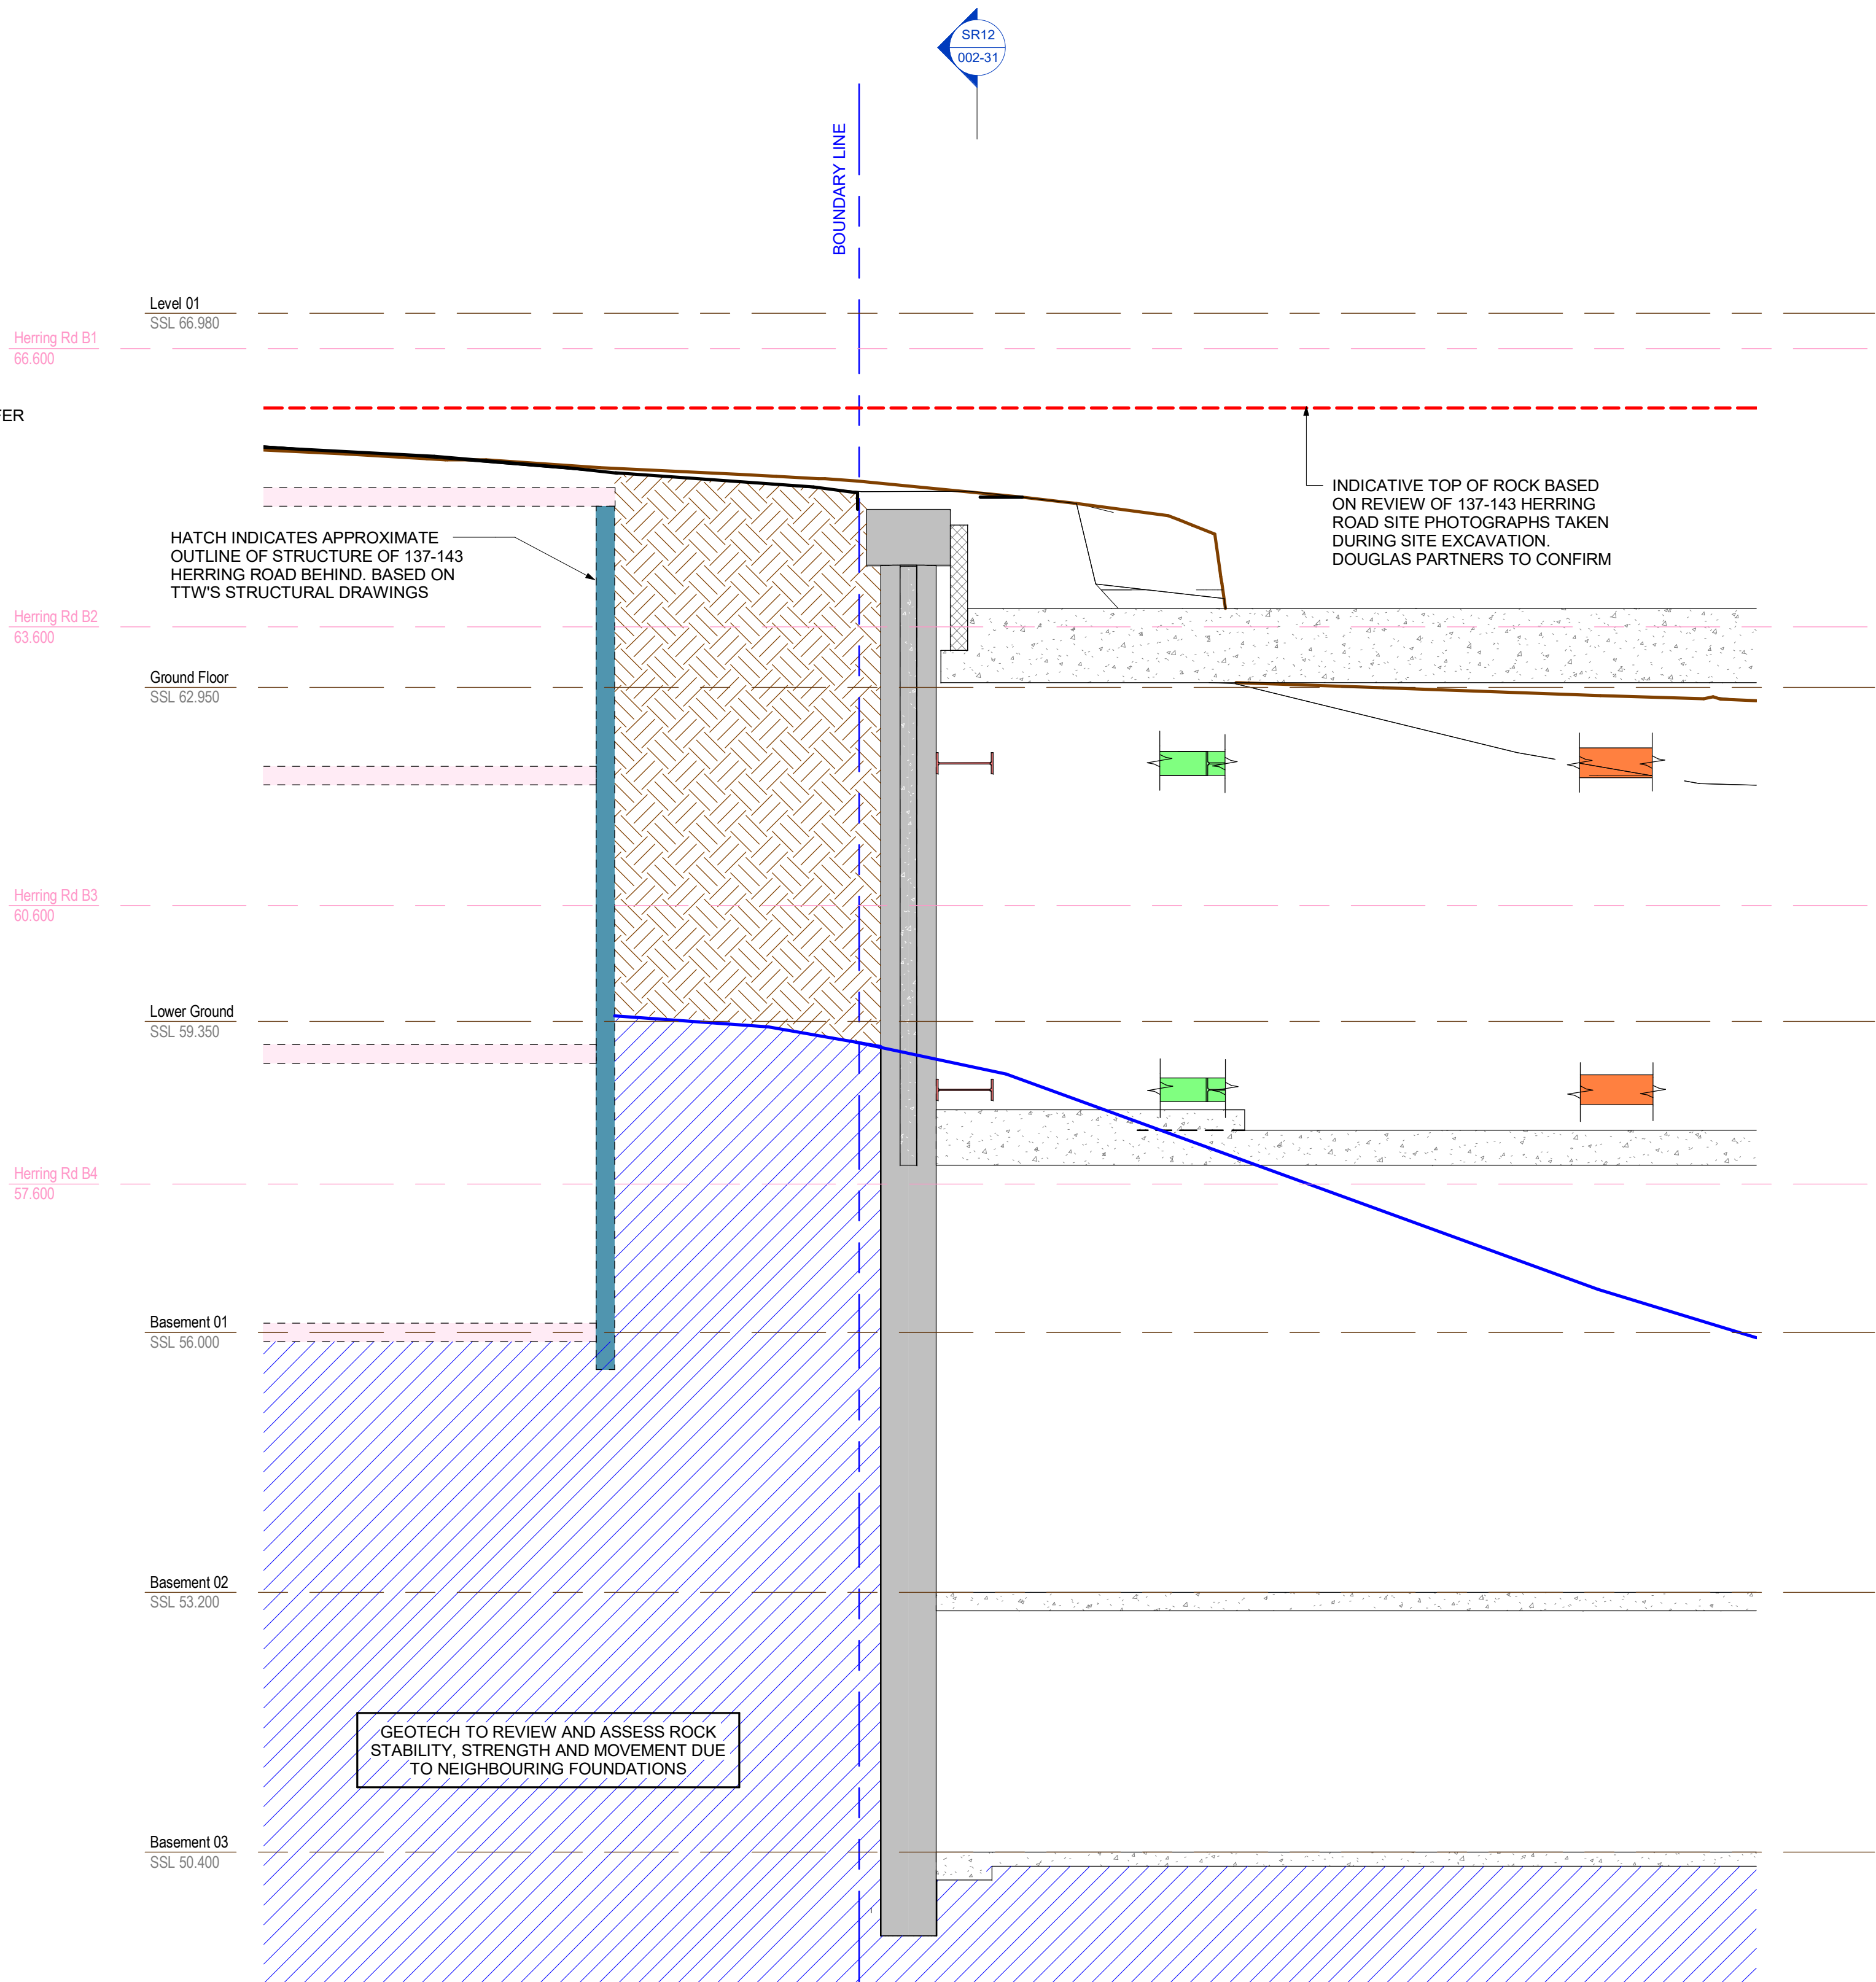 SR12
002-31
BOUNDARY LINE
Level 01
SSL 66.980
Herring Rd B1
66.600
FER
INDICATIVE TOP OF ROCK BASED
ON REVIEW OF 137-143 HERRING
ROAD SITE PHOTOGRAPHS TAKEN
DURING SITE EXCAVATION.
DOUGLAS PARTNERS TO CONFIRM
HATCH INDICATES APPROXIMATE
OUTLINE OF STRUCTURE OF 137-143
HERRING ROAD BEHIND. BASED ON
TTW'S STRUCTURAL DRAWINGS
Herring Rd B2
63.600
Ground Floor
SSL 62.950
Herring Rd B3
60.600
Lower Ground
SSL 59.350
Herring Rd B4
57.600
Basement 01
SSL 56.000
Basement 02
SSL 53.200
GEOTECH TO REVIEW AND ASSESS ROCK
STABILITY, STRENGTH AND MOVEMENT DUE
TO NEIGHBOURING FOUNDATIONS
Basement 03
SSL 50.400